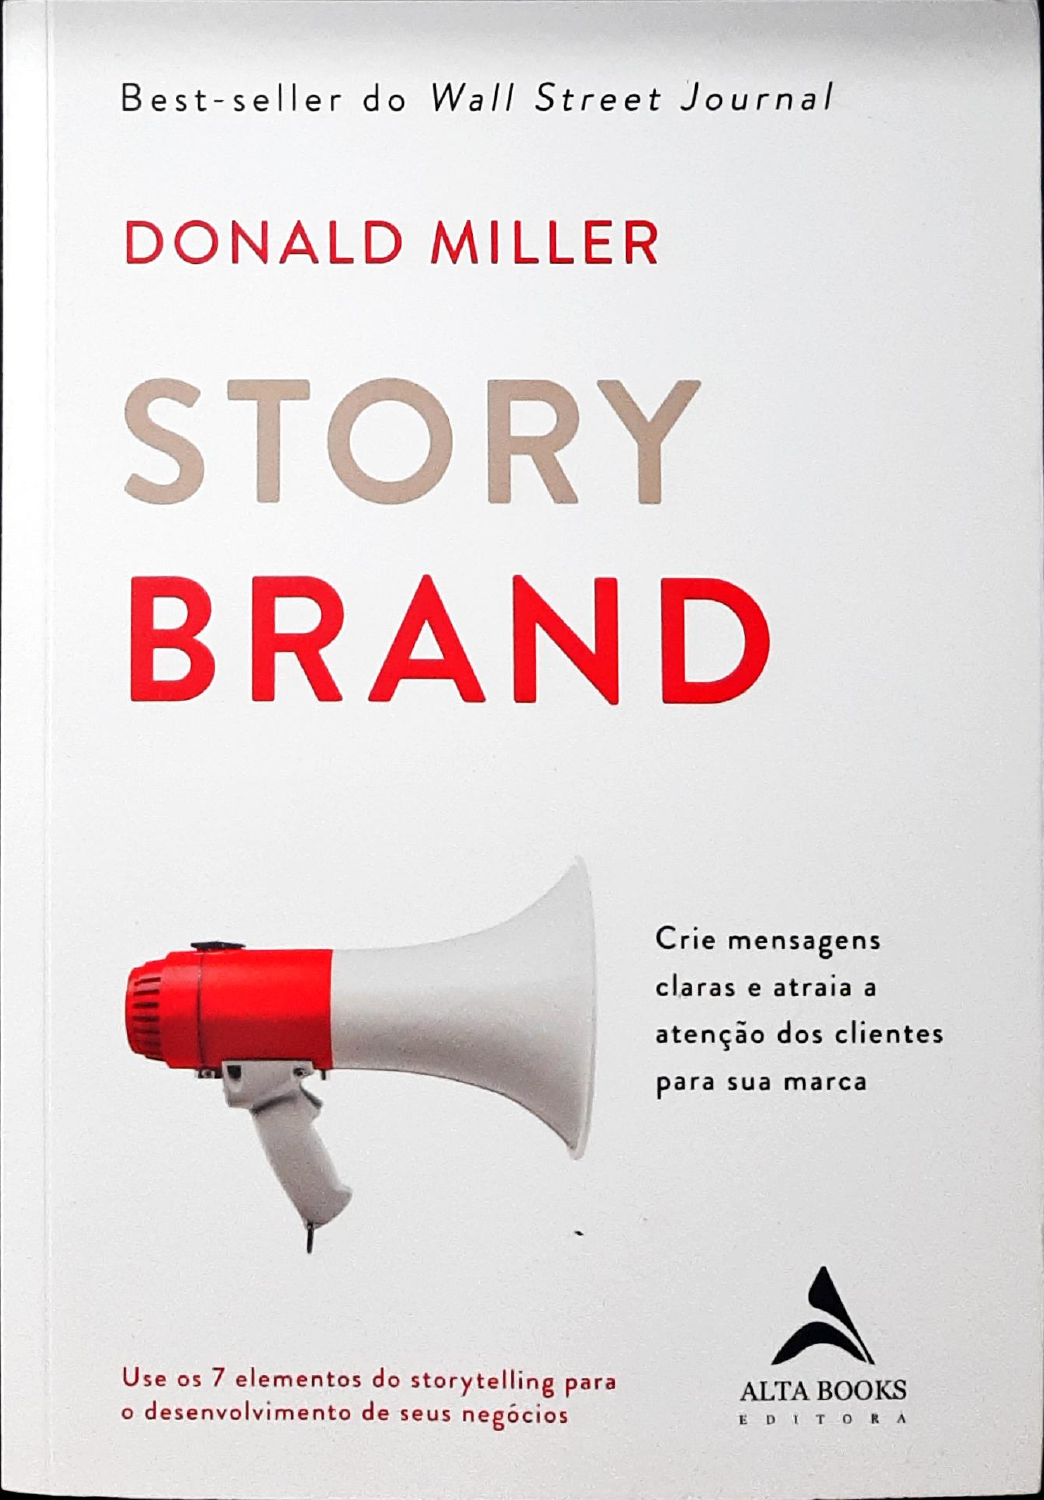 Best-seller do Wall Street Journal
DONALD MILLER
STORY
BRAND
Crie mensagens
claras e atraia a
atenção dos clientes
para sua marca
Use os 7 elementos do storytelling para
o desenvolvimento de seus negócios
ALTA BOOKS
EDITORA